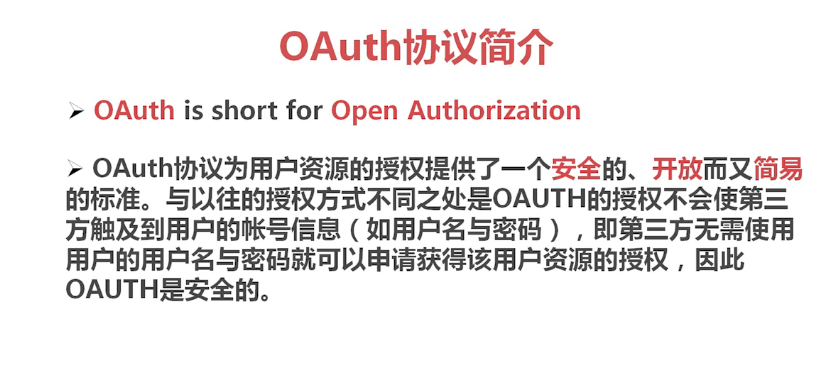 OAuth协议简介
➢ OAuth is short for Open Authorization
➢ OAuth协议为用户资源的授权提供了一个安全的、开放而又简易
的标准。与以往的授权方式不同之处是OAUTH的授权不会使第三
方触及到用户的帐号信息（如用户名与密码），即第三方无需使用
用户的用户名与密码就可以申请获得该用户资源的授权，因此
OAUTH是安全的。